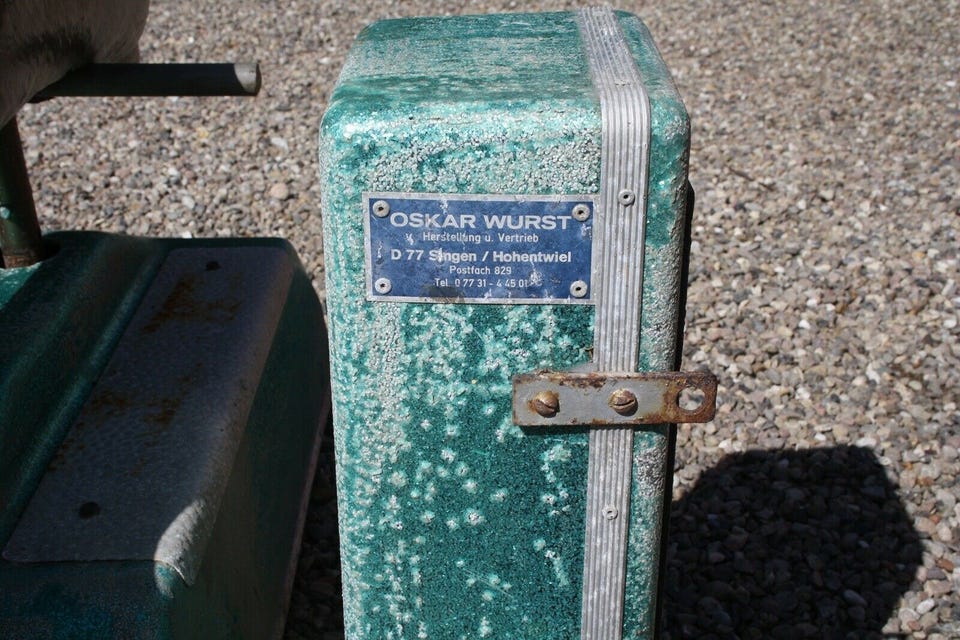 OSKAR WURST
Herstellung u. Vertrieb
D 77 Singen / Hohentwiel
Postfach 829
Tel. 0 77 31 - 4 45 01